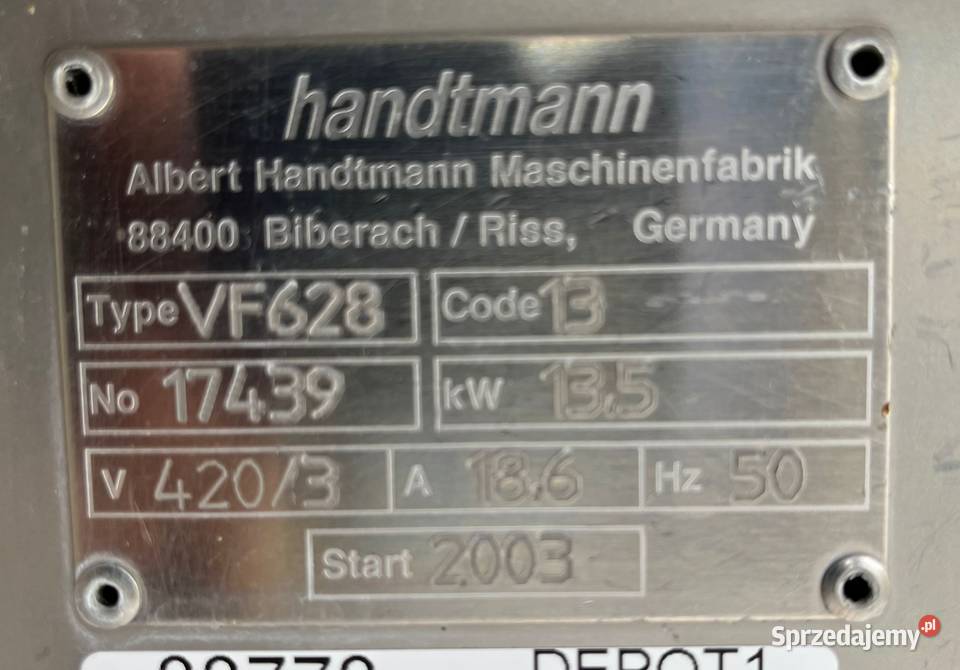 handtmann
Albert Handtmann Maschinenfabrik
88400 Biberach / Riss, Germany
Type VF628 Code 13
No 17439 kW 13.5
V 420/3 A 18.6 Hz 50
Start 2003
DEPOT1
Sprzedajemy.pl